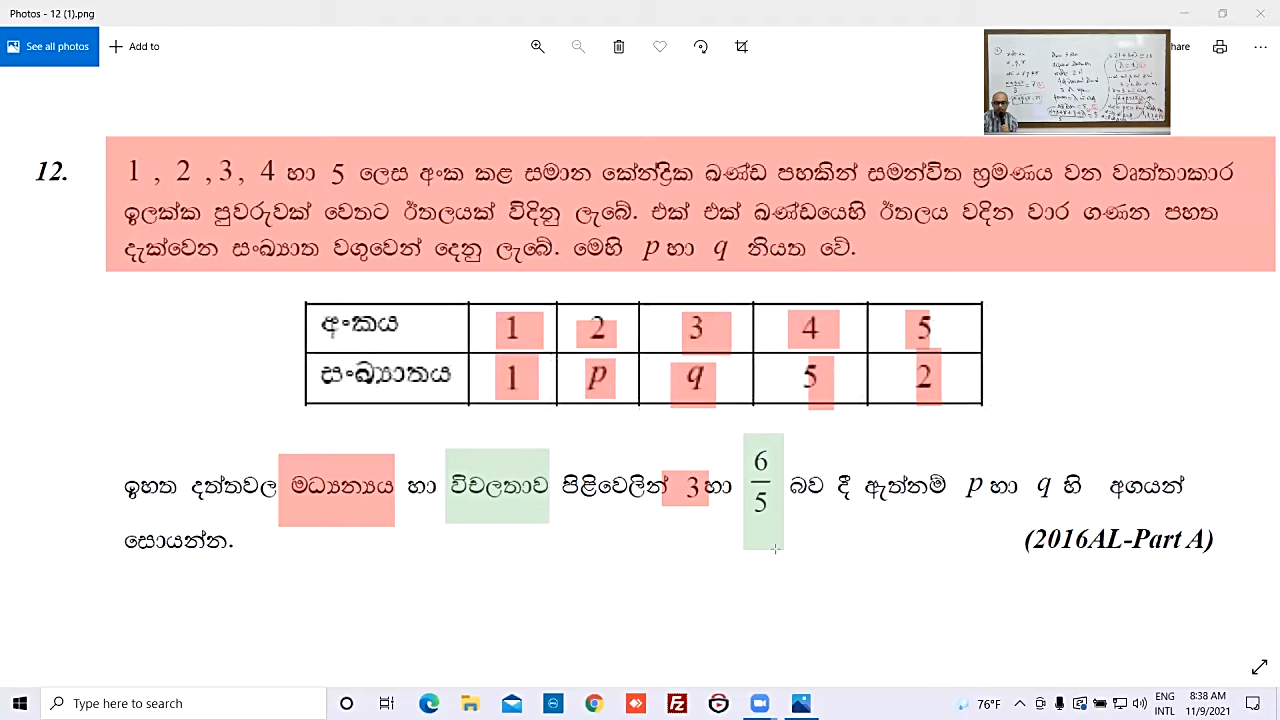 Photos - 12 (1).png
See all photos
Add to
hare
12.
1 , 2 , 3 , 4 හා 5 ලෙස අංක කළ සමාන කේන්ද්‍රික ඛණ්ඩ පහකින් සමන්විත භ්‍රමණය වන වෘත්තාකාර
ඉලක්ක පුවරුවක් වෙතට ඊතලයක් විදිනු ලැබේ. එක් එක් ඛණ්ඩයෙහි ඊතලය වදින වාර ගණන පහත
දැක්වෙන සංඛ්‍යාත වගුවෙන් දෙනු ලැබේ. මෙහි p හා q නියත වේ.
අංකය 1 2 3 4 5
සංඛ්‍යාතය 1 p q 5 2
ඉහත දත්තවල මධ්‍යන්‍යය හා විචලතාව පිළිවෙලින් 3 හා 6/5 බව දී ඇත්නම් p හා q හි අගයන්
සොයන්න. (2016AL-Part A)
Type here to search
76°F
ENG
INTL
8:38 AM
11/9/2021